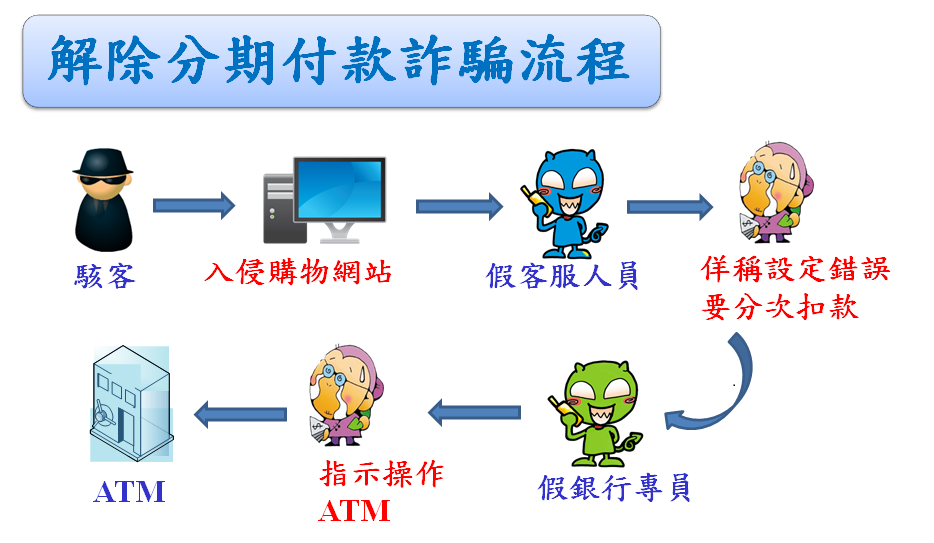 解除分期付款詐騙流程
駭客
入侵購物網站
假客服人員
佯稱設定錯誤
要分次扣款
假銀行專員
指示操作
ATM
ATM